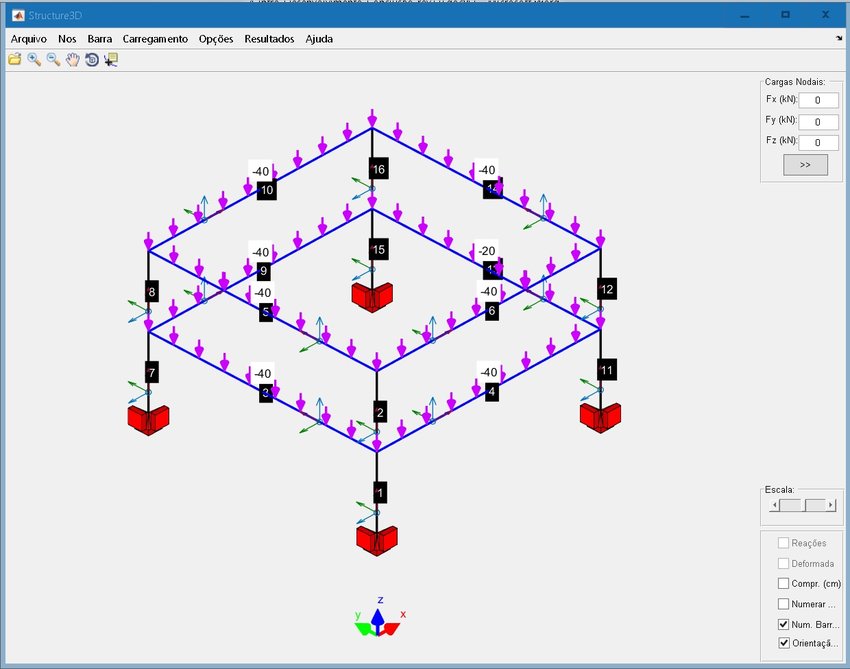 Structure3D
Arquivo Nos Barra Carregamento Opções Resultados Ajuda
Cargas Nodais:
Fx (kN): 0
Fy (kN): 0
Fz (kN): 0
>>
16
-40
10
-40
14
15
-40
9
-20
8
-40
5
-40
6
12
7
-40
3
-40
4
11
2
1
z
y x
Escala:
Reações
Deformada
Compr. (cm)
Numerar ...
Num. Barr...
Orientaçã...